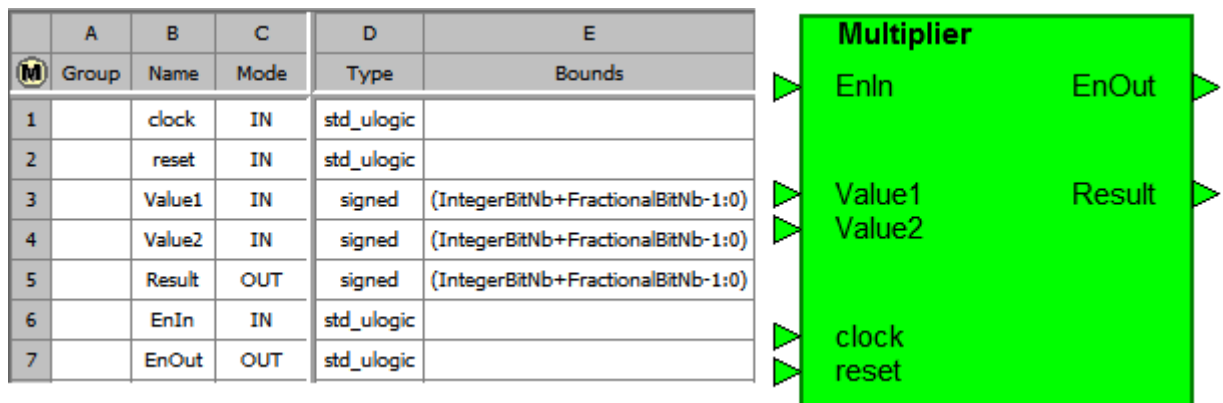 A B C D E
M Group Name Mode Type Bounds
1 clock IN std_ulogic
2 reset IN std_ulogic
3 Value1 IN signed (IntegerBitNb+FractionalBitNb-1:0)
4 Value2 IN signed (IntegerBitNb+FractionalBitNb-1:0)
5 Result OUT signed (IntegerBitNb+FractionalBitNb-1:0)
6 EnIn IN std_ulogic
7 EnOut OUT std_ulogic
Multiplier
EnIn EnOut
Value1 Result
Value2
clock
reset